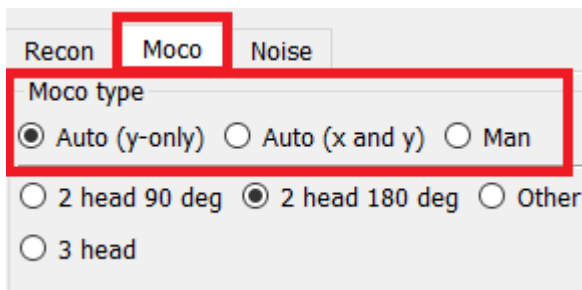 Recon Moco Noise
Moco type
Auto (y-only) Auto (x and y) Man
2 head 90 deg 2 head 180 deg Other
3 head